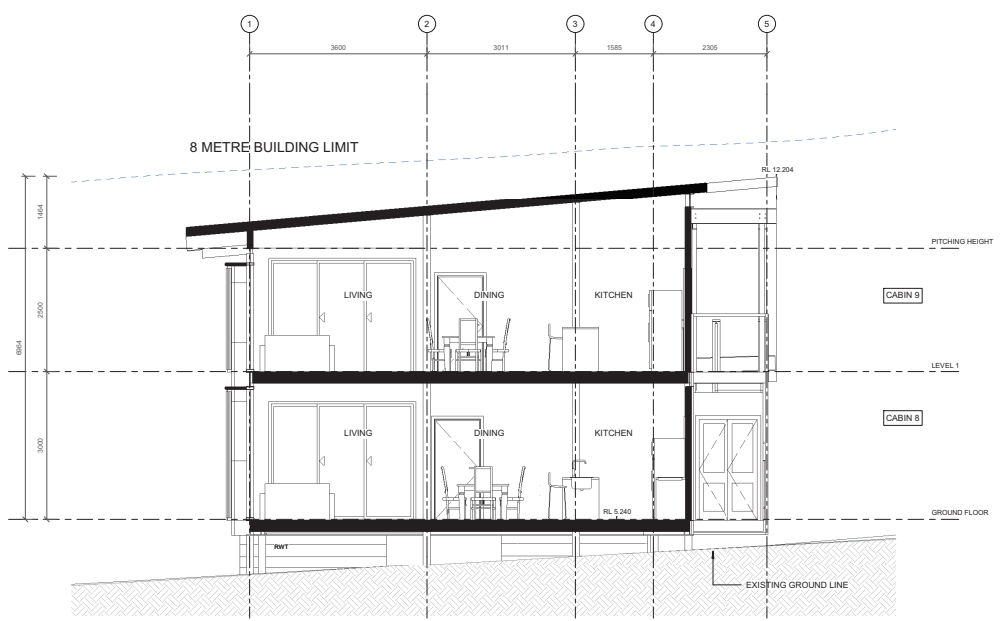 1 2 3 4 5
3600 3011 1585 2305
8 METRE BUILDING LIMIT
RL 12.204
1464
PITCHING HEIGHT
LIVING DINING KITCHEN
CABIN 9
2500
6964
LEVEL 1
CABIN 8
LIVING DINING KITCHEN
3000
RL 5.240
GROUND FLOOR
RWT
EXISTING GROUND LINE